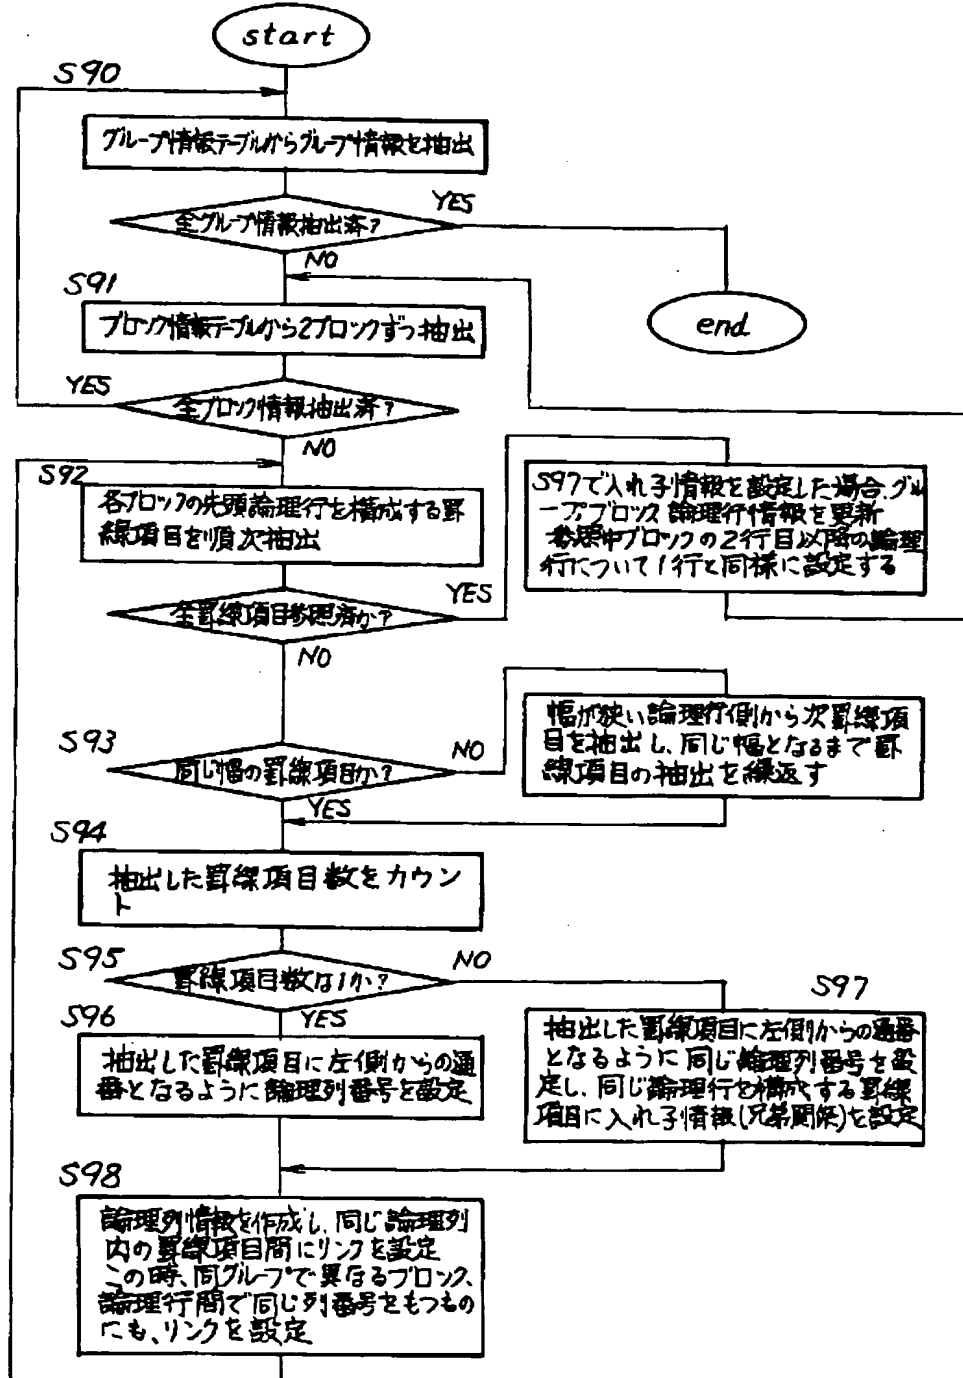 start
S90
グループ情報テーブルからグループ情報を抽出
YES
全グループ情報抽出済?
NO
S91
ブロック情報テーブルから2ブロックずつ抽出
end
YES
全ブロック情報抽出済?
NO
S92
各ブロックの先頭論理行を構成する罫
線項目を順次抽出
S97で入れ子情報を設定した場合、グル
ープ、ブロック、論理行情報を更新
参照中ブロックの2行目以降の論理
行について1行と同様に設定する
YES
全罫線項目参照済か?
NO
幅が狭い論理行側から次罫線項
目を抽出し、同じ幅となるまで罫
線項目の抽出を繰返す
S93
NO
同じ幅の罫線項目か?
YES
S94
抽出した罫線項目数をカウン
ト
S95
NO
罫線項目数は1か?
YES
S96
抽出した罫線項目に左側からの通
番となるように論理列番号を設定
S97
抽出した罫線項目に左側からの通番
となるように同じ論理列番号を設
定し、同じ論理行を構成する罫線
項目に入れ子情報(兄弟関係)を設定
S98
論理列情報を作成し、同じ論理列
内の罫線項目間にリンクを設定
この時、同グループで異なるブロック、
論理行間で同じ列番号をもつもの
にも、リンクを設定